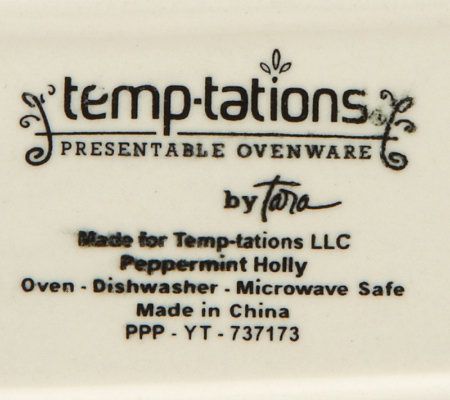 temp-tations
PRESENTABLE OVENWARE
by Tara
Made for Temp-tations LLC
Peppermint Holly
Oven - Dishwasher - Microwave Safe
Made in China
PPP - YT - 737173